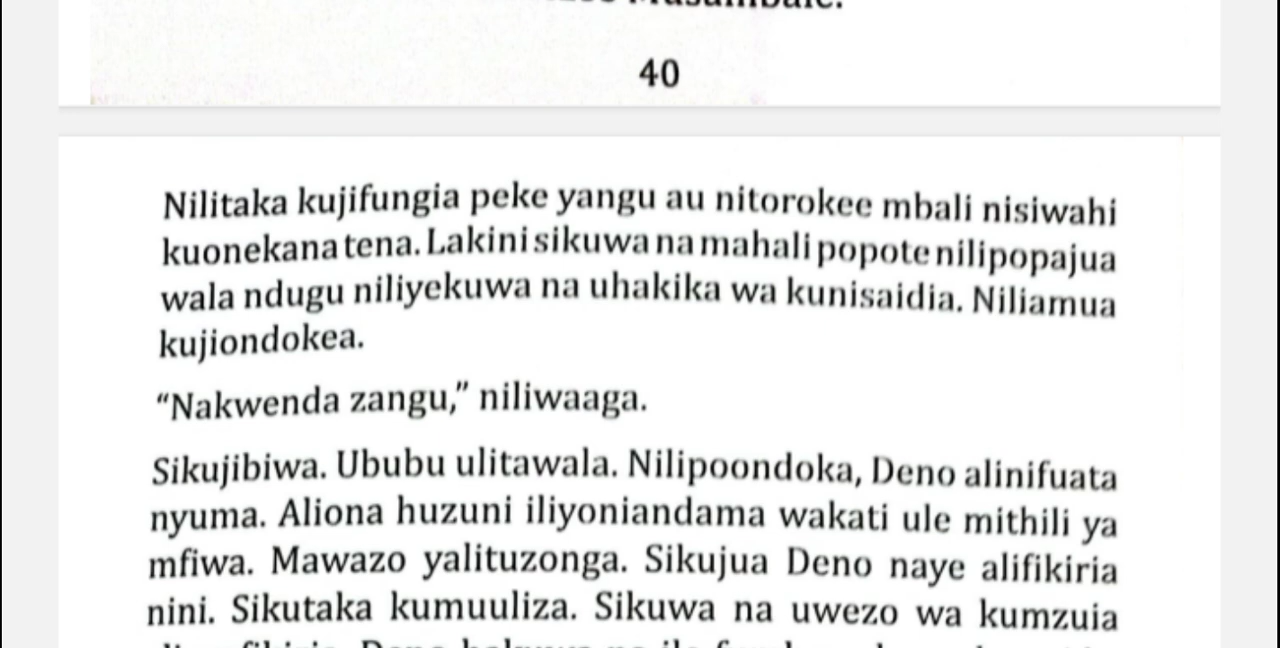 40
Nilitaka kujifungia peke yangu au nitorokee mbali nisiwahi
kuonekana tena. Lakini sikuwa na mahali popote nilipopajua
wala ndugu niliyekuwa na uhakika wa kunisaidia. Niliamua
kujiondokea.
“Nakwenda zangu,” niliwaaga.
Sikujibiwa. Ububu ulitawala. Nilipoondoka, Deno alinifuata
nyuma. Aliona huzuni iliyoniandama wakati ule mithili ya
mfiwa. Mawazo yalituzonga. Sikujua Deno naye alifikiria
nini. Sikutaka kumuuliza. Sikuwa na uwezo wa kumzuia